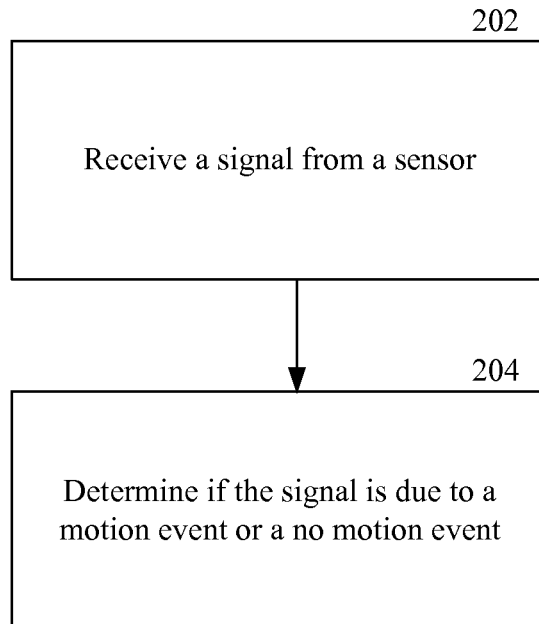 202
Receive a signal from a sensor
204
Determine if the signal is due to a
motion event or a no motion event